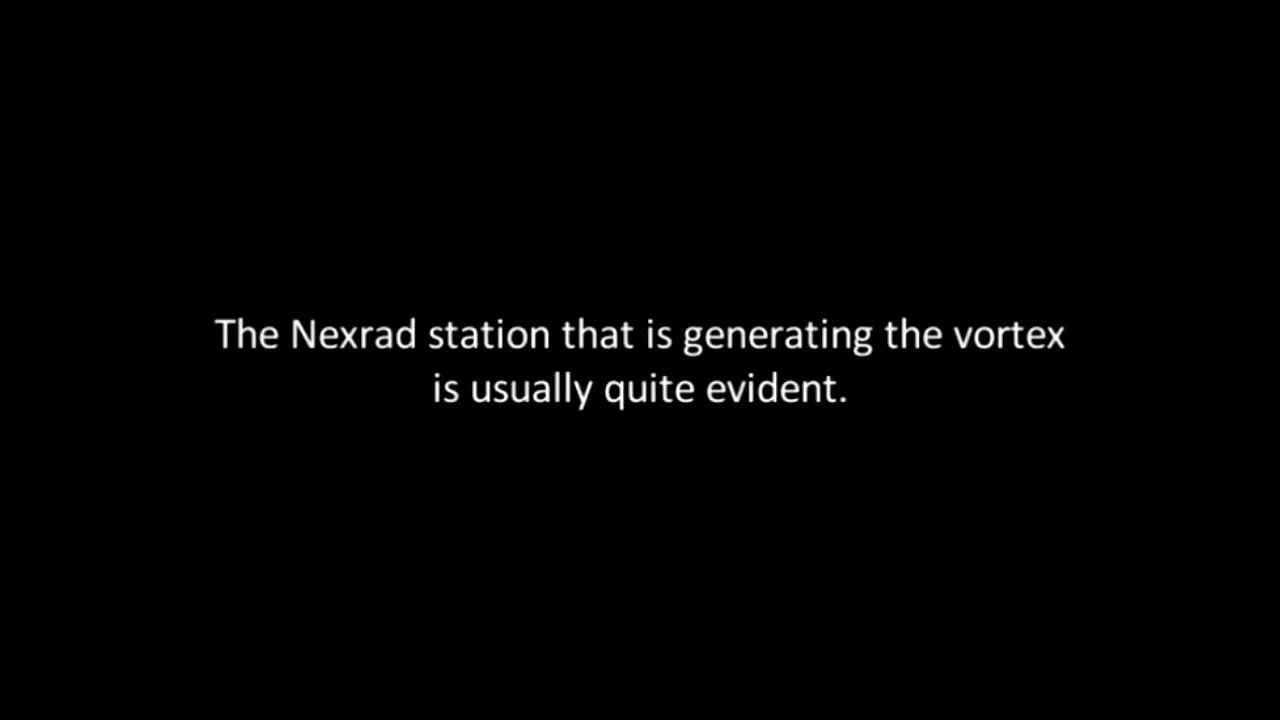 The Nexrad station that is generating the vortex
is usually quite evident.